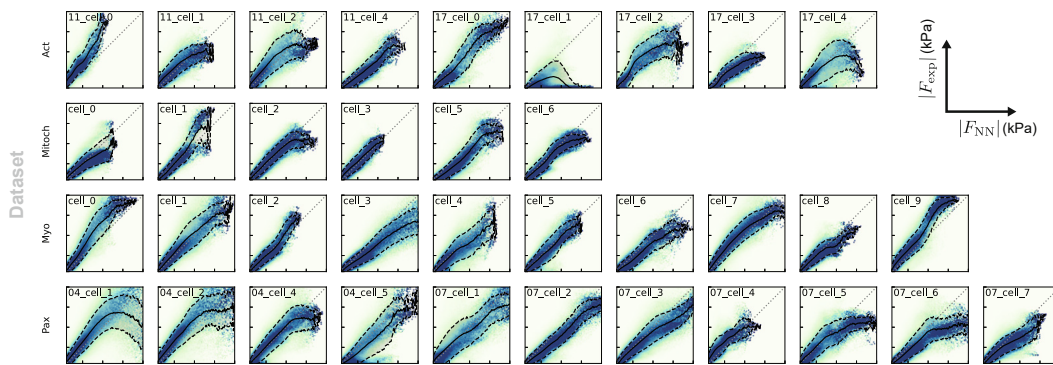 11_cell_0 11_cell_1 11_cell_2 11_cell_4 17_cell_0 17_cell_1 17_cell_2 17_cell_3 17_cell_4
Act
|F_exp| (kPa)
|F_NN| (kPa)
cell_0 cell_1 cell_2 cell_3 cell_5 cell_6
Mitoch
Dataset
cell_0 cell_1 cell_2 cell_3 cell_4 cell_5 cell_6 cell_7 cell_8 cell_9
Myo
04_cell_1 04_cell_2 04_cell_4 04_cell_5 07_cell_1 07_cell_2 07_cell_3 07_cell_4 07_cell_5 07_cell_6 07_cell_7
Pax